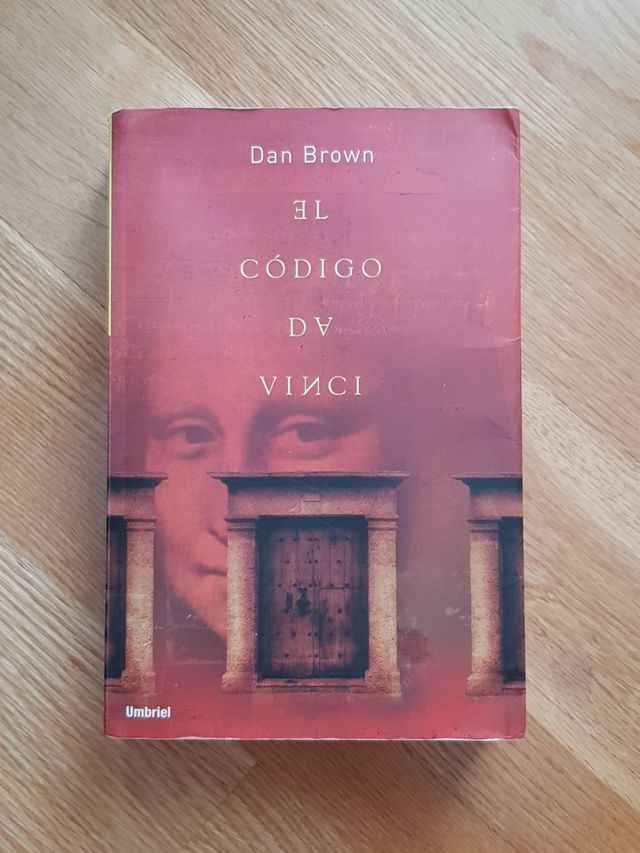 Dan Brown
EL
CÓDIGO
DA
VINCI
Umbriel